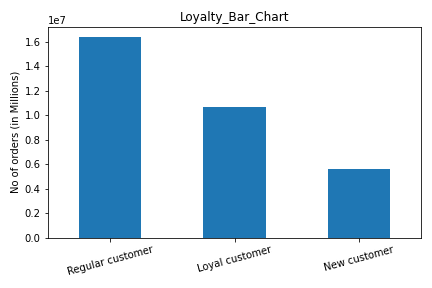 Loyalty_Bar_Chart
1e7
No of orders (in Millions)
1.6
1.4
1.2
1.0
0.8
0.6
0.4
0.2
0.0
Regular customer
Loyal customer
New customer